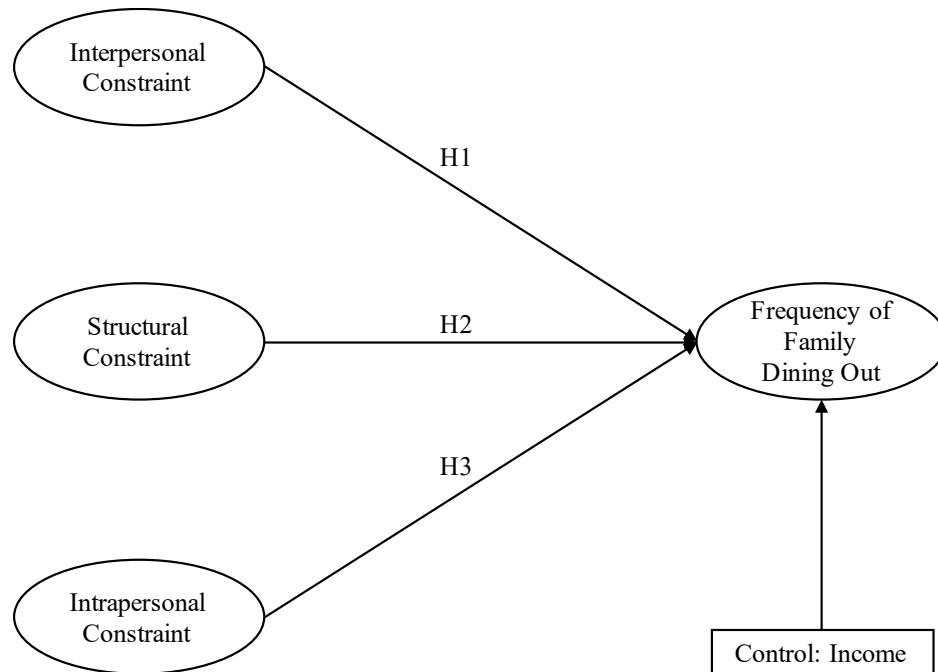 Interpersonal
Constraint
H1
Structural
Constraint
H2
Frequency of
Family
Dining Out
H3
Intrapersonal
Constraint
Control: Income